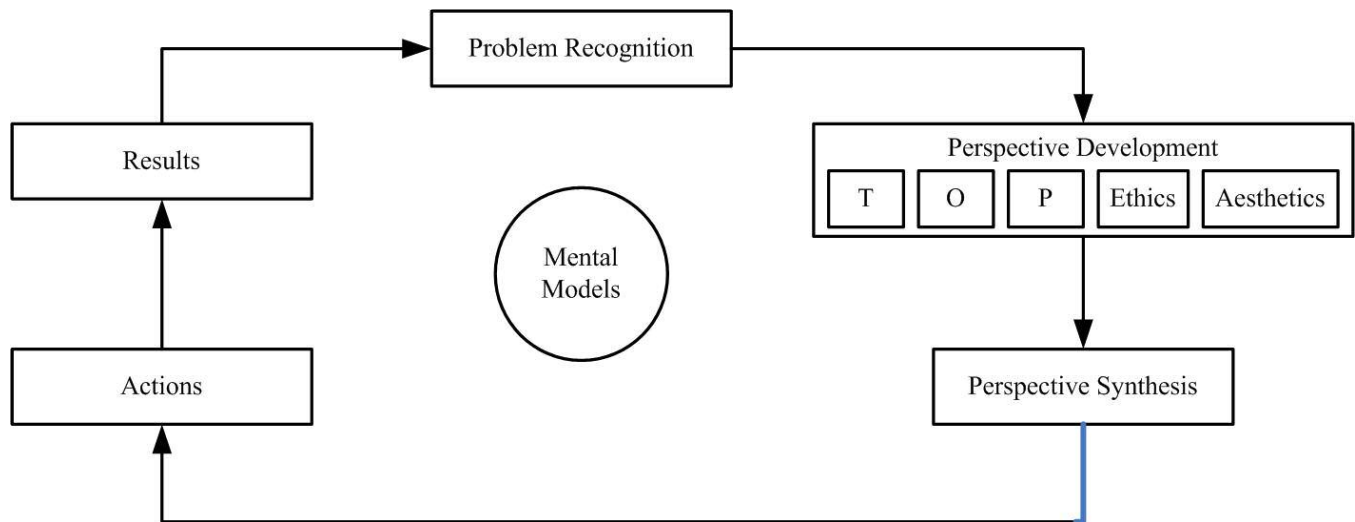 Problem Recognition
Perspective Development
T
O
P
Ethics
Aesthetics
Results
Mental
Models
Actions
Perspective Synthesis